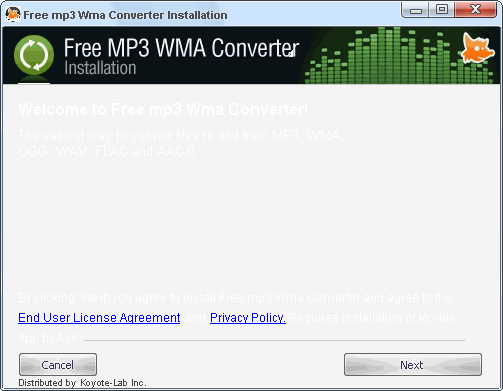 Free mp3 Wma Converter Installation
Free MP3 WMA Converter
Installation
Welcome to Free mp3 Wma Converter!
The easiest way to convert files to and from MP3, WMA,
OGG, WAV, FLAC and AAC.0
By clicking "Next" you agree to install Free mp3 Wma Converter and agree to the
End User License Agreement and Privacy Policy. Requires Installation of Movies
App by Ask.
Cancel
Next
Distributed by Koyote-Lab Inc.